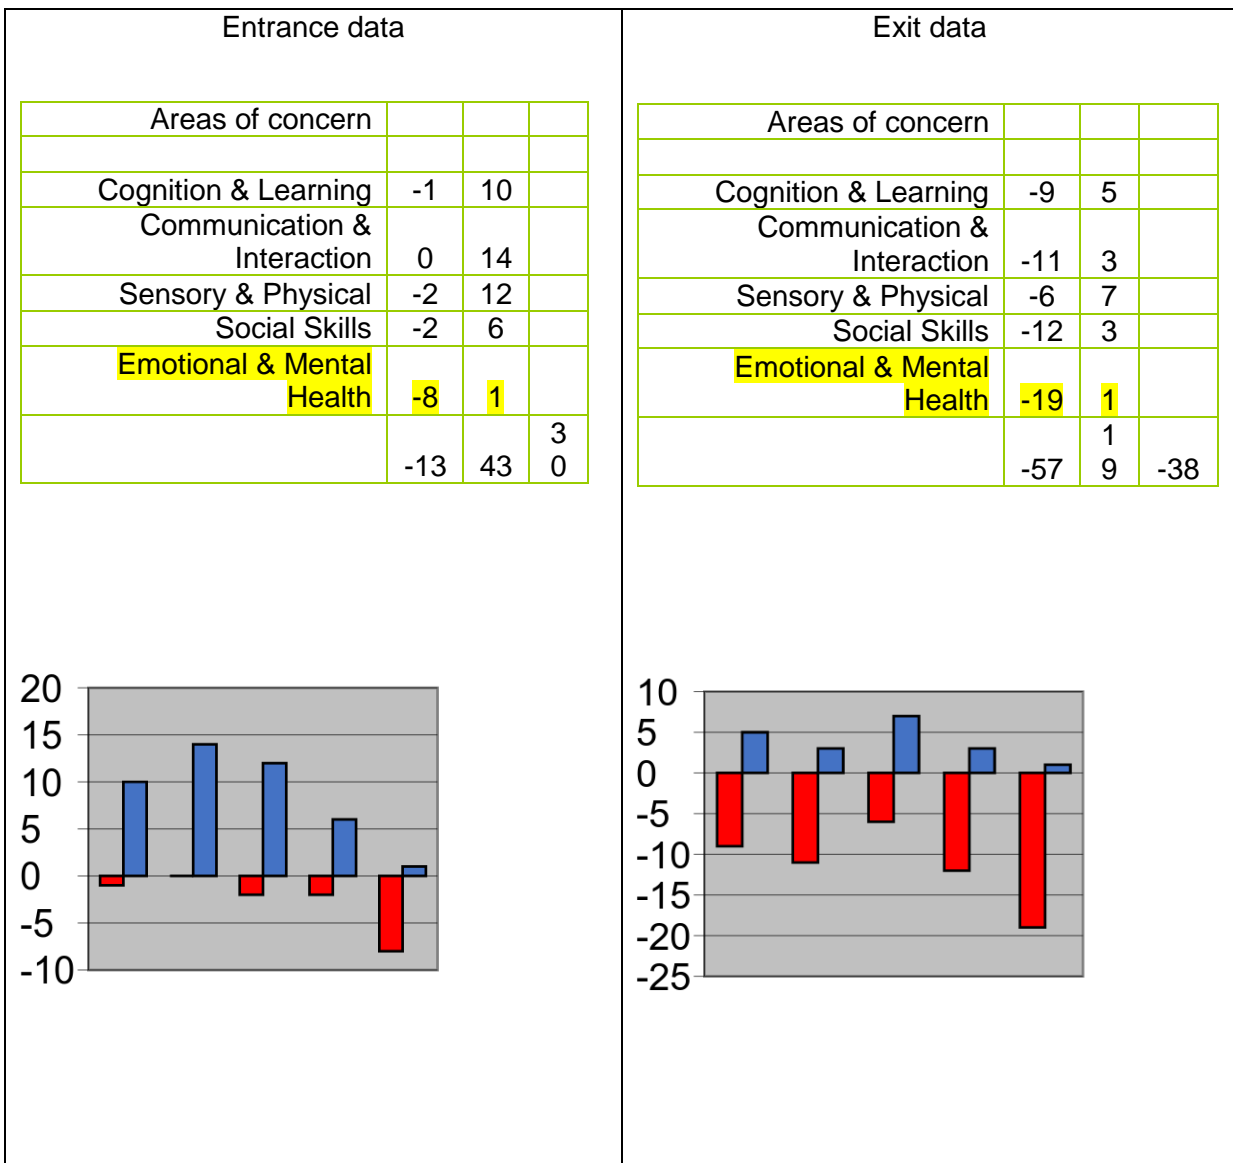 Entrance data
Areas of concern
Cognition & Learning -1 10
Communication &
Interaction 0 14
Sensory & Physical -2 12
Social Skills -2 6
Emotional & Mental
Health -8 1
3
-13 43 0
20
15
10
5
0
-5
-10
Exit data
Areas of concern
Cognition & Learning -9 5
Communication &
Interaction -11 3
Sensory & Physical -6 7
Social Skills -12 3
Emotional & Mental
Health -19 1
1
-57 9 -38
10
5
0
-5
-10
-15
-20
-25